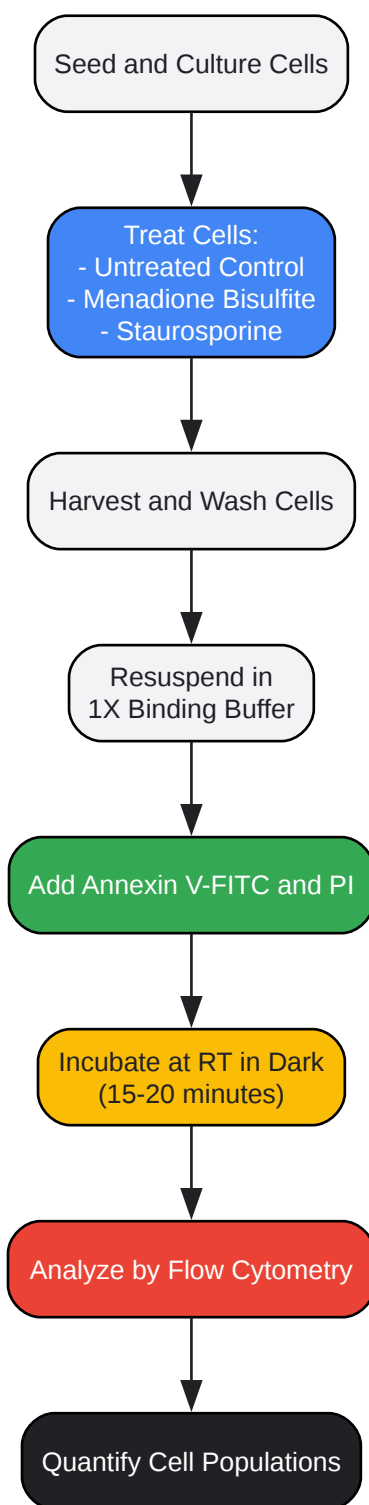 Seed and Culture Cells
Treat Cells:
- Untreated Control
- Menadione Bisulfite
- Staurosporine
Harvest and Wash Cells
Resuspend in
1X Binding Buffer
Add Annexin V-FITC and PI
Incubate at RT in Dark
(15-20 minutes)
Analyze by Flow Cytometry
Quantify Cell Populations